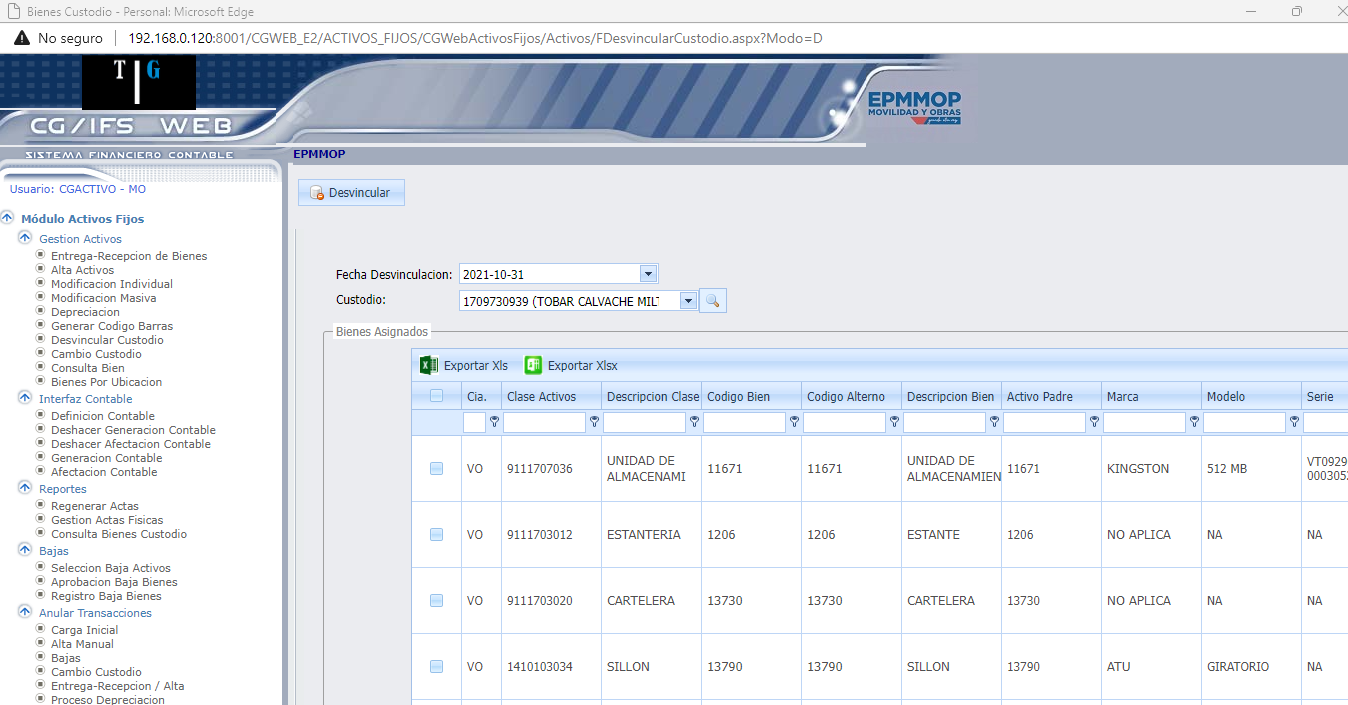 Bienes Custodio - Personal: Microsoft Edge
No seguro
192.168.0.120:8001/CGWEB_E2/ACTIVOS_FIJOS/CGWebActivosFijos/Activos/FDesvincularCustodio.aspx?Modo=D
T G
CG/IFS WEB
SISTEMA FINANCIERO CONTABLE
EPMMOP
MOVILIDAD Y OBRAS
EPMMOP
Usuario: CGACTIVO - MO
Módulo Activos Fijos
Gestion Activos
Entrega-Recepcion de Bienes
Alta Activos
Modificacion Individual
Modificacion Masiva
Depreciacion
Generar Codigo Barras
Desvincular Custodio
Cambio Custodio
Consulta Bien
Bienes Por Ubicacion
Interfaz Contable
Definicion Contable
Deshacer Generacion Contable
Deshacer Afectacion Contable
Generacion Contable
Afectacion Contable
Reportes
Regenerar Actas
Gestion Actas Fisicas
Consulta Bienes Custodio
Bajas
Seleccion Baja Activos
Aprobacion Baja Bienes
Registro Baja Bienes
Anular Transacciones
Carga Inicial
Alta Manual
Bajas
Cambio Custodio
Entrega-Recepcion / Alta
Proceso Depreciacion
Desvincular
Fecha Desvinculacion: 2021-10-31
Custodio: 1709730939 (TOBAR CALVACHE MILT
Bienes Asignados
Exportar Xls Exportar Xlsx
Cia. Clase Activos Descripcion Clase Codigo Bien Codigo Alterno Descripcion Bien Activo Padre Marca Modelo Serie
VO 9111707036 UNIDAD DE ALMACENAMI 11671 11671 UNIDAD DE ALMACENAMIEN 11671 KINGSTON 512 MB VT0929 000305
VO 9111703012 ESTANTERIA 1206 1206 ESTANTE 1206 NO APLICA NA NA
VO 9111703020 CARTELERA 13730 13730 CARTELERA 13730 NO APLICA NA NA
VO 1410103034 SILLON 13790 13790 SILLON 13790 ATU GIRATORIO NA